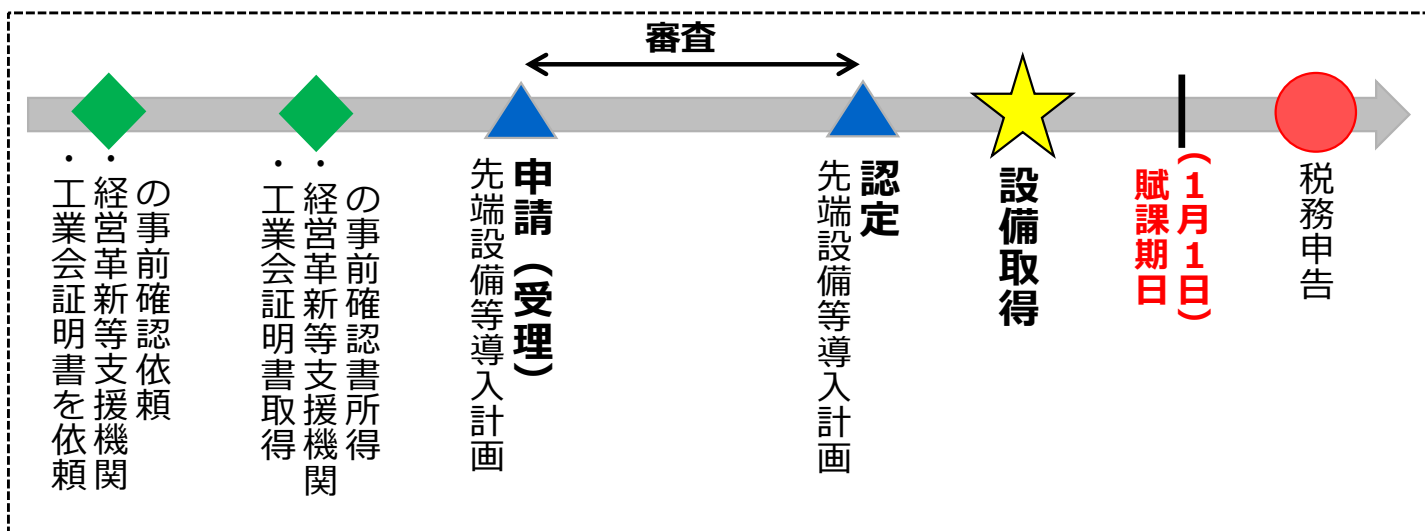 審査
・工業会証明書を依頼
・経営革新等支援機関
の事前確認依頼
・工業会証明書取得
・経営革新等支援機関
の事前確認書所得
先端設備等導入計画
申請（受理）
先端設備等導入計画
認定
設備取得
賦課期日
（1月1日）
税務申告